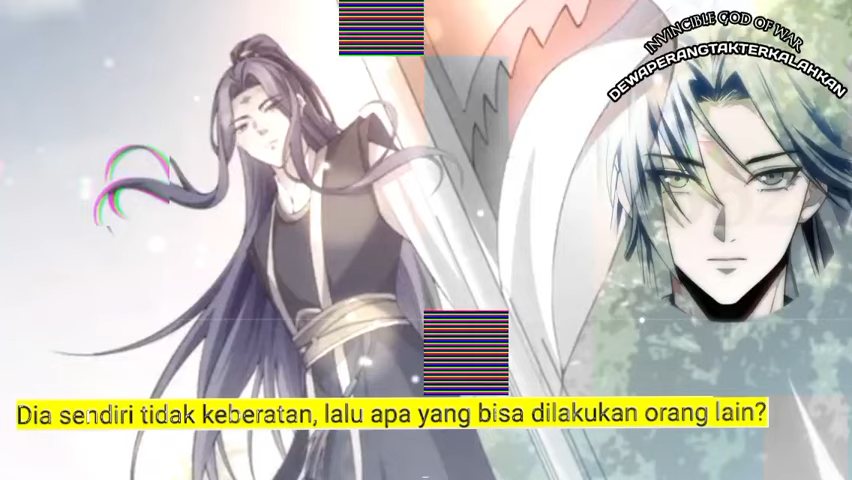 INVINCIBLE GOD OF WAR
DEWAPERANGTAKTERKALAHKAN
Dia sendiri tidak keberatan, lalu apa yang bisa dilakukan orang lain?